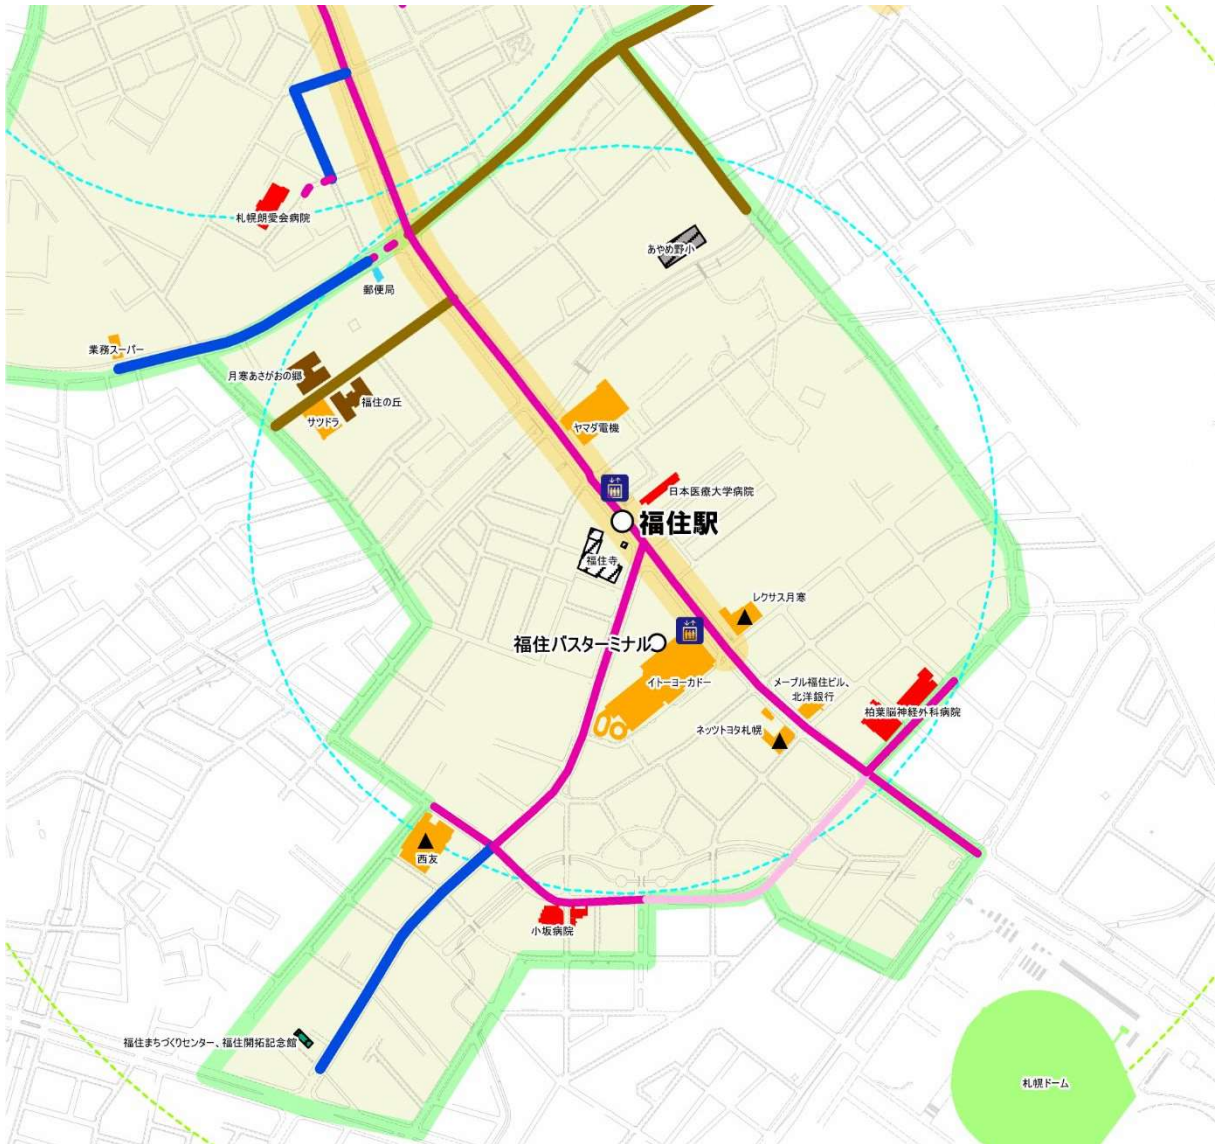 札幌朗愛会病院
あやめ野小
郵便局
業務スーパー
月寒あさがおの郷
福住の丘
サツドラ
ヤマダ電機
日本医療大学病院
福住駅
福住寺
レクサス月寒
福住バスターミナル
イトーヨーカドー
メープル福住ビル、
北洋銀行
柏葉脳神経外科病院
ネッツトヨタ札幌
西友
小坂病院
福住まちづくりセンター、福住開拓記念館
札幌ドーム